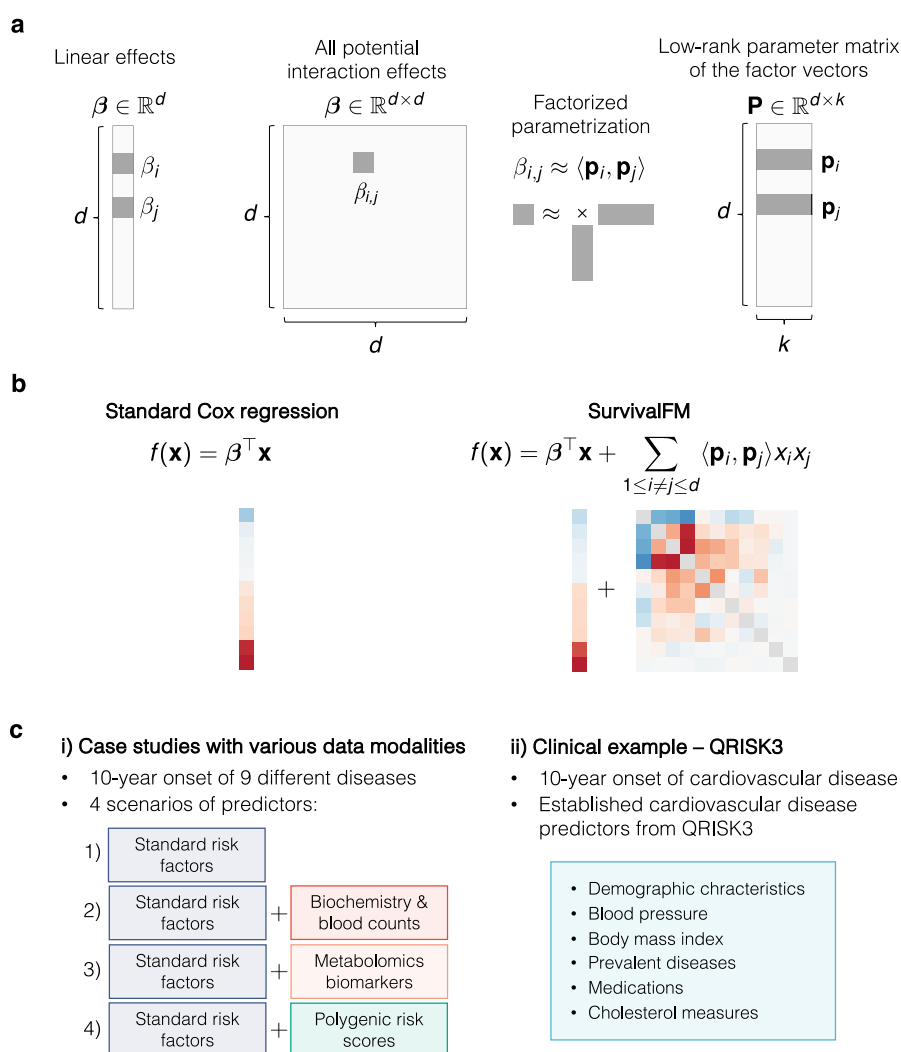 a
Linear effects
β ∈ ℝ^d
d
β_i
β_j
All potential
interaction effects
β ∈ ℝ^{d×d}
d
β_{i,j}
d
Factorized
parametrization
β_{i,j} ≈ ⟨p_i, p_j⟩
≈ ×
Low-rank parameter matrix
of the factor vectors
P ∈ ℝ^{d×k}
d
p_i
p_j
k
b
Standard Cox regression
f(x) = β^⊤x
SurvivalFM
f(x) = β^⊤x + ∑_{1≤i≠j≤d} ⟨p_i, p_j⟩x_i x_j
+
c
i) Case studies with various data modalities
• 10-year onset of 9 different diseases
• 4 scenarios of predictors:
1) Standard risk
factors
2) Standard risk
factors
+
Biochemistry &
blood counts
3) Standard risk
factors
+
Metabolomics
biomarkers
4) Standard risk
factors
+
Polygenic risk
scores
ii) Clinical example – QRISK3
• 10-year onset of cardiovascular disease
• Established cardiovascular disease
predictors from QRISK3
• Demographic chracteristics
• Blood pressure
• Body mass index
• Prevalent diseases
• Medications
• Cholesterol measures